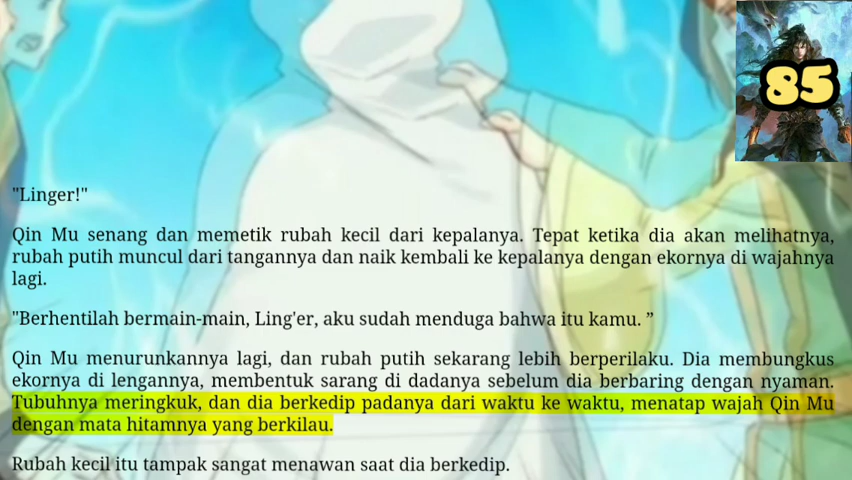 85
"Linger!"
Qin Mu senang dan memetik rubah kecil dari kepalanya. Tepat ketika dia akan melihatnya,
rubah putih muncul dari tangannya dan naik kembali ke kepalanya dengan ekornya di wajahnya
lagi.
"Berhentilah bermain-main, Ling'er, aku sudah menduga bahwa itu kamu. ”
Qin Mu menurunkannya lagi, dan rubah putih sekarang lebih berperilaku. Dia membungkus
ekornya di lengannya, membentuk sarang di dadanya sebelum dia berbaring dengan nyaman.
Tubuhnya meringkuk, dan dia berkedip padanya dari waktu ke waktu, menatap wajah Qin Mu
dengan mata hitamnya yang berkilau.
Rubah kecil itu tampak sangat menawan saat dia berkedip.